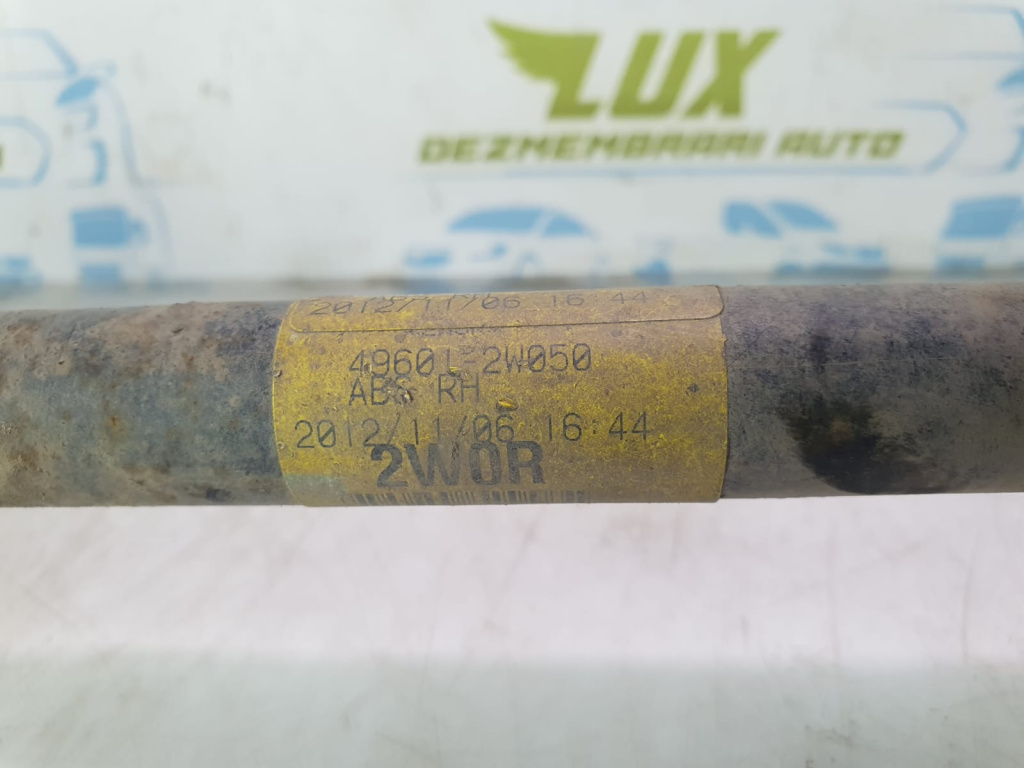 LUX
DEZMEMBRARI AUTO
2012/11/06 16:44
49601-2W050
ABS RH
2012/11/06 16:44
2W0R